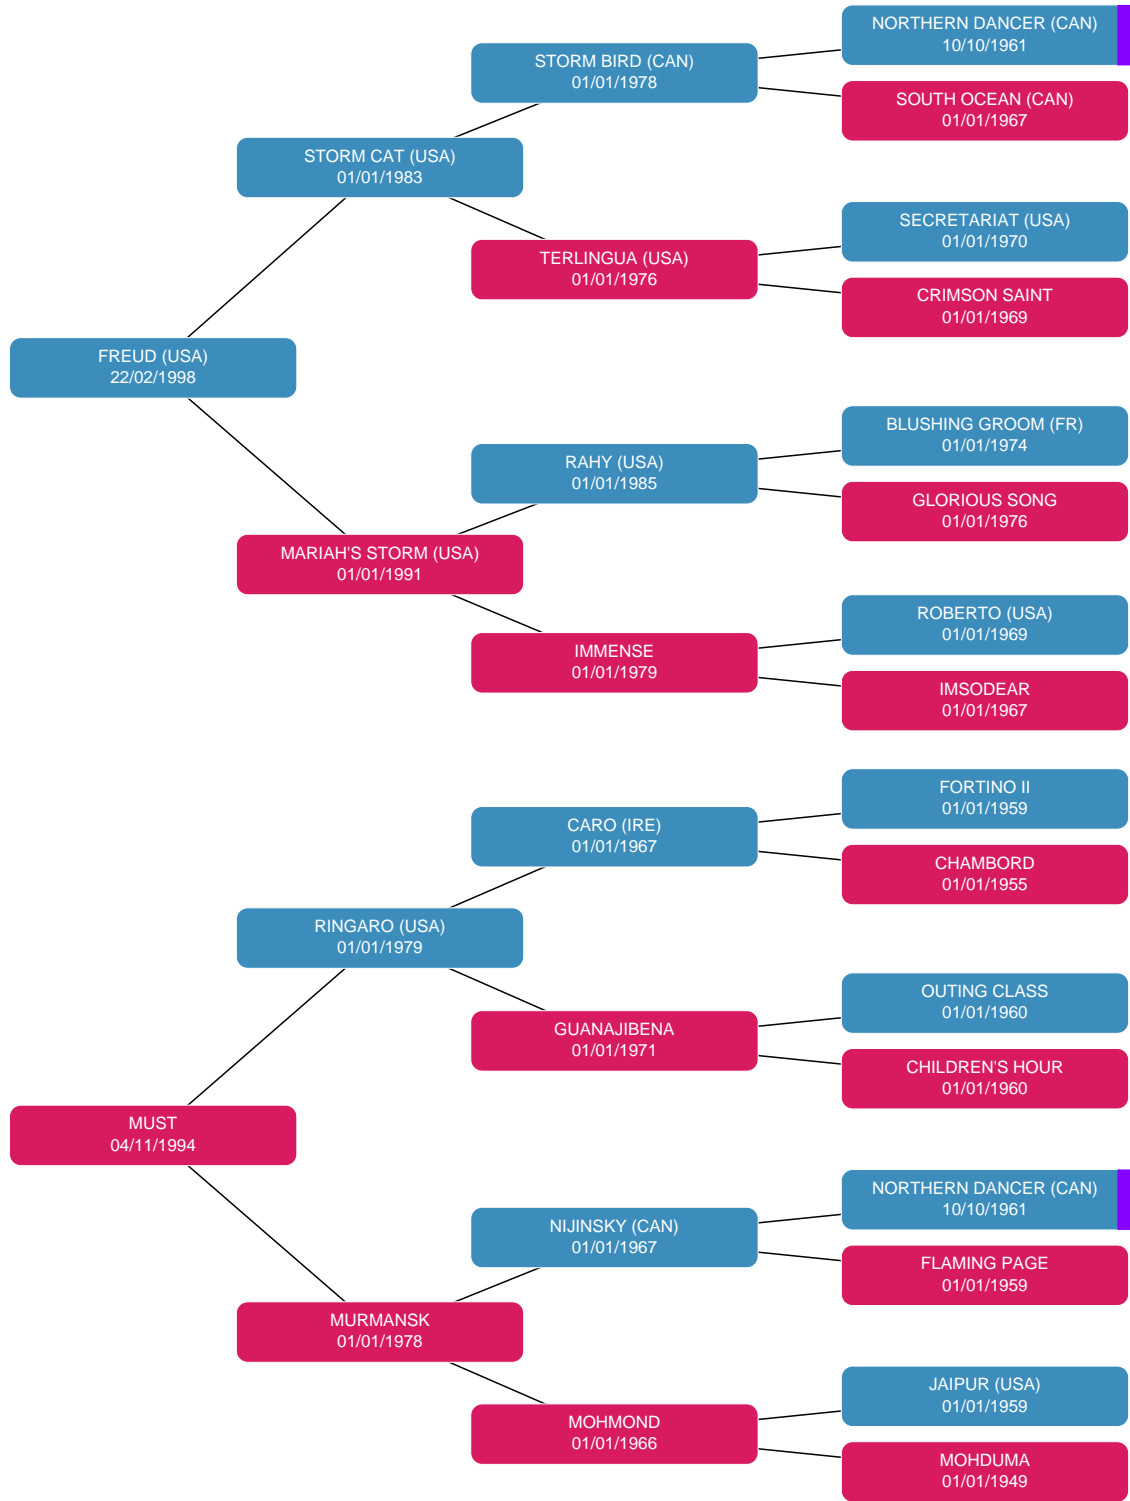 NORTHERN DANCER (CAN)
10/10/1961
STORM BIRD (CAN)
01/01/1978
SOUTH OCEAN (CAN)
01/01/1967
STORM CAT (USA)
01/01/1983
SECRETARIAT (USA)
01/01/1970
TERLINGUA (USA)
01/01/1976
CRIMSON SAINT
01/01/1969
FREUD (USA)
22/02/1998
BLUSHING GROOM (FR)
01/01/1974
RAHY (USA)
01/01/1985
GLORIOUS SONG
01/01/1976
MARIAH'S STORM (USA)
01/01/1991
ROBERTO (USA)
01/01/1969
IMMENSE
01/01/1979
IMSODEAR
01/01/1967
FORTINO II
01/01/1959
CARO (IRE)
01/01/1967
CHAMBORD
01/01/1955
RINGARO (USA)
01/01/1979
OUTING CLASS
01/01/1960
GUANAJIBENA
01/01/1971
CHILDREN'S HOUR
01/01/1960
MUST
04/11/1994
NORTHERN DANCER (CAN)
10/10/1961
NIJINSKY (CAN)
01/01/1967
FLAMING PAGE
01/01/1959
MURMANSK
01/01/1978
JAIPUR (USA)
01/01/1959
MOHMOND
01/01/1966
MOHDUMA
01/01/1949